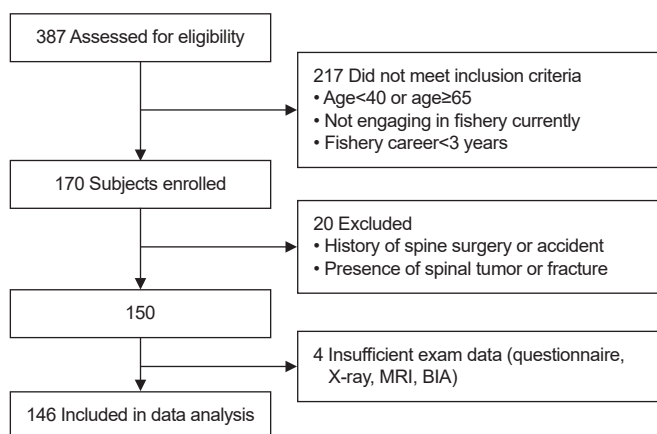 387 Assessed for eligibility
217 Did not meet inclusion criteria
• Age<40 or age≥65
• Not engaging in fishery currently
• Fishery career<3 years
170 Subjects enrolled
20 Excluded
• History of spine surgery or accident
• Presence of spinal tumor or fracture
150
4 Insufficient exam data (questionnaire,
X-ray, MRI, BIA)
146 Included in data analysis